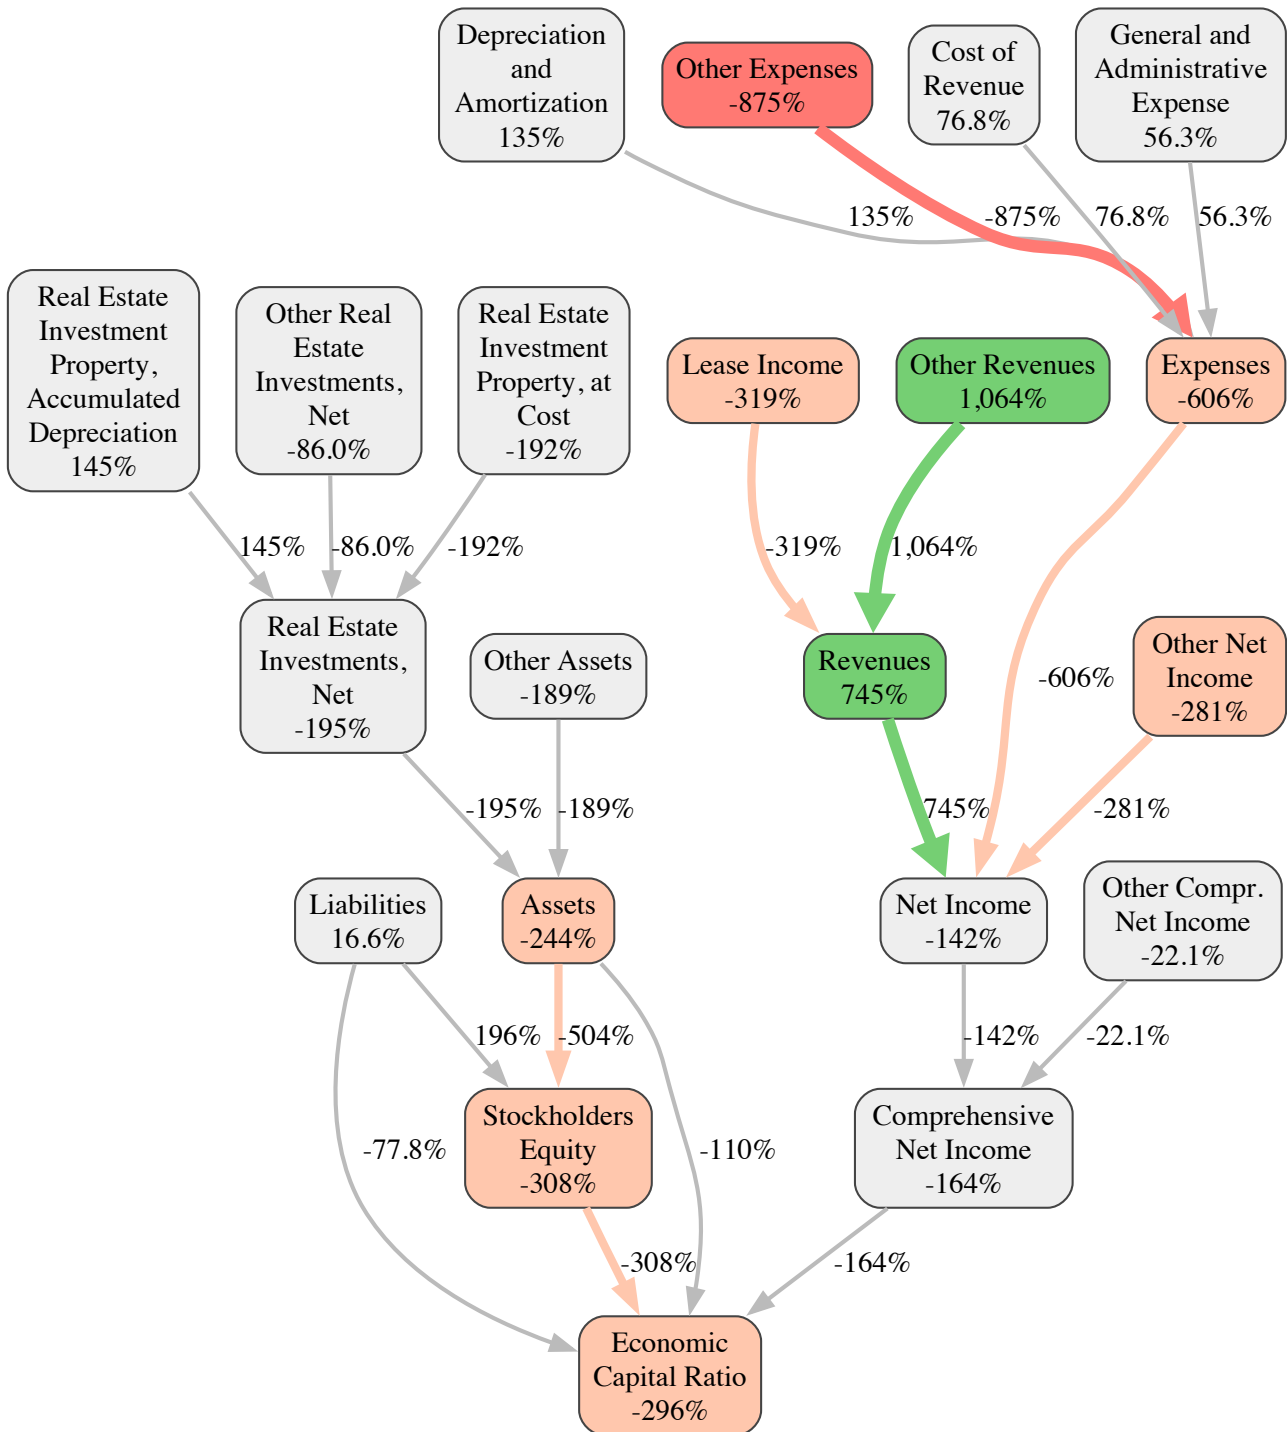 Depreciation
and
Amortization
135%
Other Expenses
-875%
Cost of
Revenue
76.8%
General and
Administrative
Expense
56.3%
135%
-875%
76.8%
56.3%
Real Estate
Investment
Property,
Accumulated
Depreciation
145%
Other Real
Estate
Investments,
Net
-86.0%
Real Estate
Investment
Property, at
Cost
-192%
Lease Income
-319%
Other Revenues
1,064%
Expenses
-606%
145%
-86.0%
-192%
-319%
1,064%
Real Estate
Investments,
Net
-195%
Other Assets
-189%
Revenues
745%
-606%
Other Net
Income
-281%
-195%
-189%
745%
-281%
Liabilities
16.6%
Assets
-244%
Net Income
-142%
Other Compr.
Net Income
-22.1%
196%
-504%
-142%
-22.1%
-77.8%
Stockholders
Equity
-308%
-110%
Comprehensive
Net Income
-164%
-308%
-164%
Economic
Capital Ratio
-296%